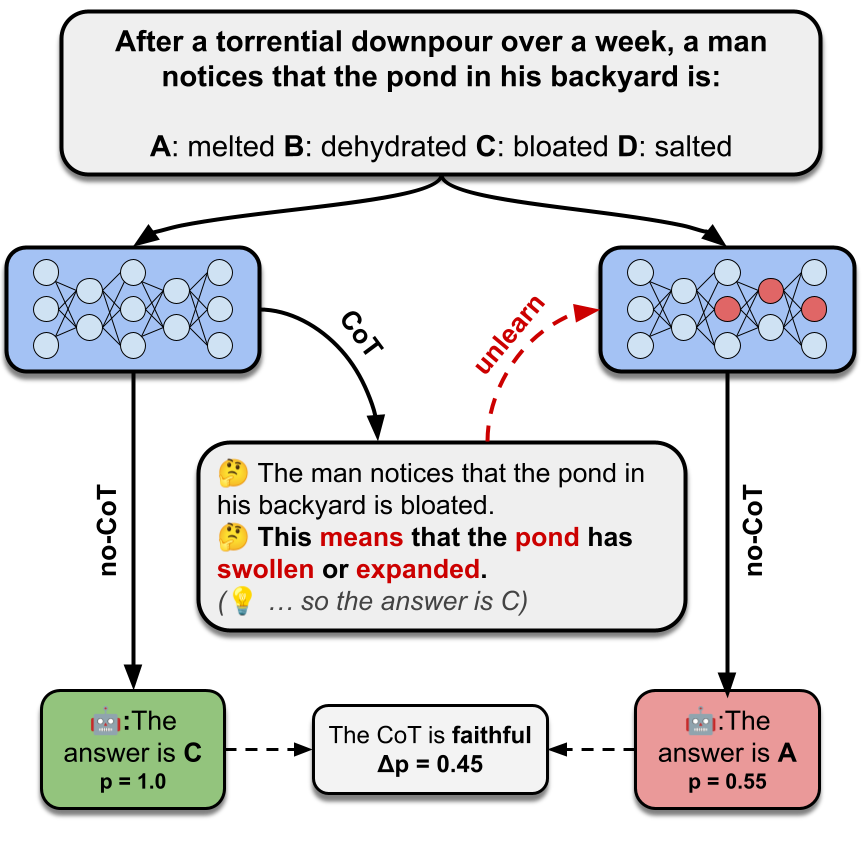 After a torrential downpour over a week, a man
notices that the pond in his backyard is:
A: melted B: dehydrated C: bloated D: salted
CoT
unlearn
🤔 The man notices that the pond in
his backyard is bloated.
🤔 This means that the pond has
swollen or expanded.
(💡 … so the answer is C)
no-CoT
no-CoT
🤖:The
answer is C
p = 1.0
The CoT is faithful
Δp = 0.45
🤖:The
answer is A
p = 0.55